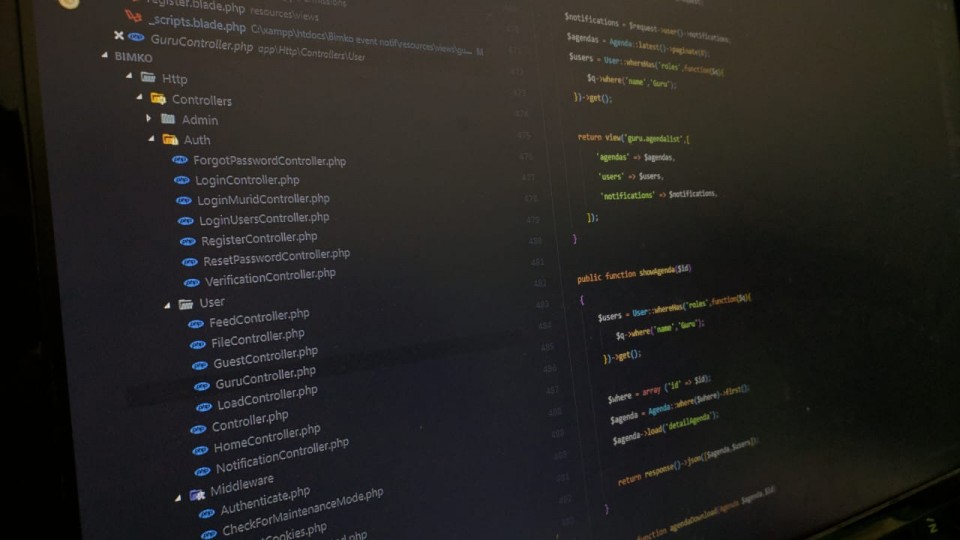 register.blade.php resources\views
_scripts.blade.php C:\xampp\htdocs\Bimko event notif\resources\views\gu... M
GuruController.php app\Http\Controllers\User
BIMKO
Http
Controllers
Admin
Auth
ForgotPasswordController.php
LoginController.php
LoginMuridController.php
LoginUsersController.php
RegisterController.php
ResetPasswordController.php
VerificationController.php
User
FeedController.php
FileController.php
GuestController.php
GuruController.php
LoadController.php
Controller.php
HomeController.php
NotificationController.php
Middleware
Authenticate.php
CheckForMaintenanceMode.php
Cookies.php
$notifications = $request->user()->notifications,
$agendas = Agenda::latest()->paginate(8);
$users = User::whereHas('roles',function($q){
$q->where('name','Guru');
})->get();
return view('guru.agendalist',[
'agendas' => $agendas,
'users' => $users,
'notifications' => $notifications,
]);
}
public function showAgenda($id)
{
$users = User::whereHas('roles',function($q){
$q->where('name','Guru');
})->get();
$where = array ('id' => $id);
$agenda = Agenda::where($where)->first();
$agenda->load('detailAgenda');
return response()->json([$agenda,$users]);
}
function agendaDownload(Agenda $agenda,$id)